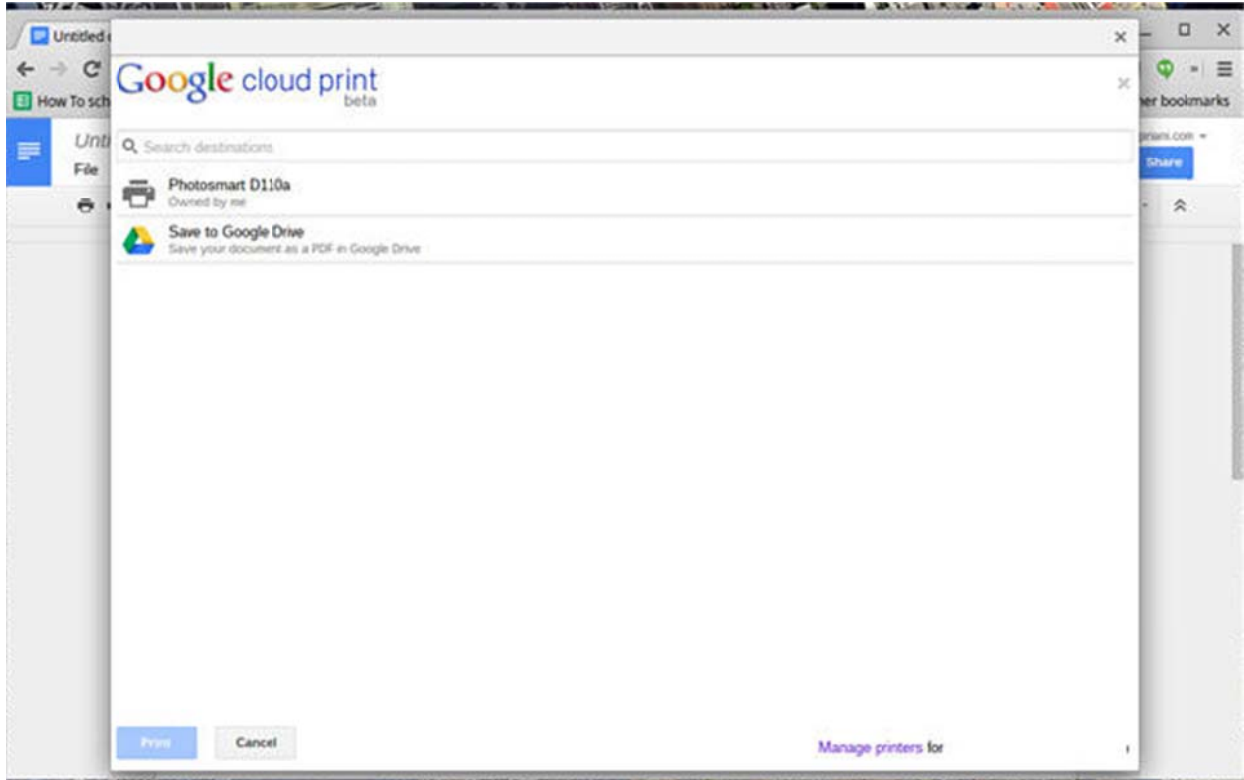 Untitled
How To sch
Google cloud print
beta
Search destinations
Photosmart D110a
Owned by me
Save to Google Drive
Save your document as a PDF in Google Drive
File
Share
Print
Cancel
Manage printers for
bookmarks